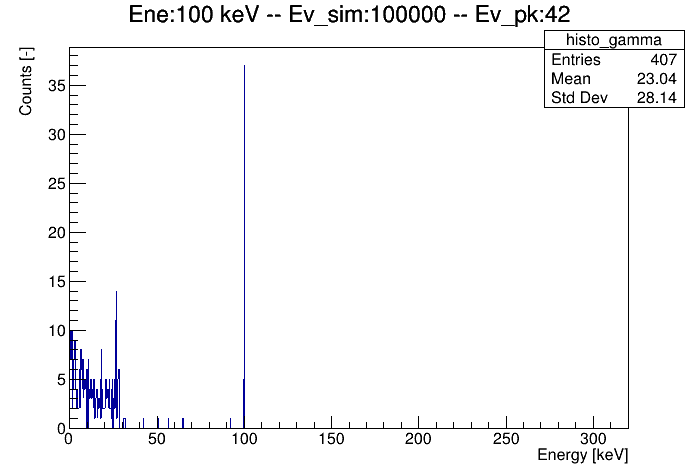 Ene:100 keV -- Ev_sim:100000 -- Ev_pk:42
histo_gamma
Entries 407
Mean 23.04
Std Dev 28.14
Counts [-]
35
30
25
20
15
10
5
0
0 50 100 150 200 250 300
Energy [keV]